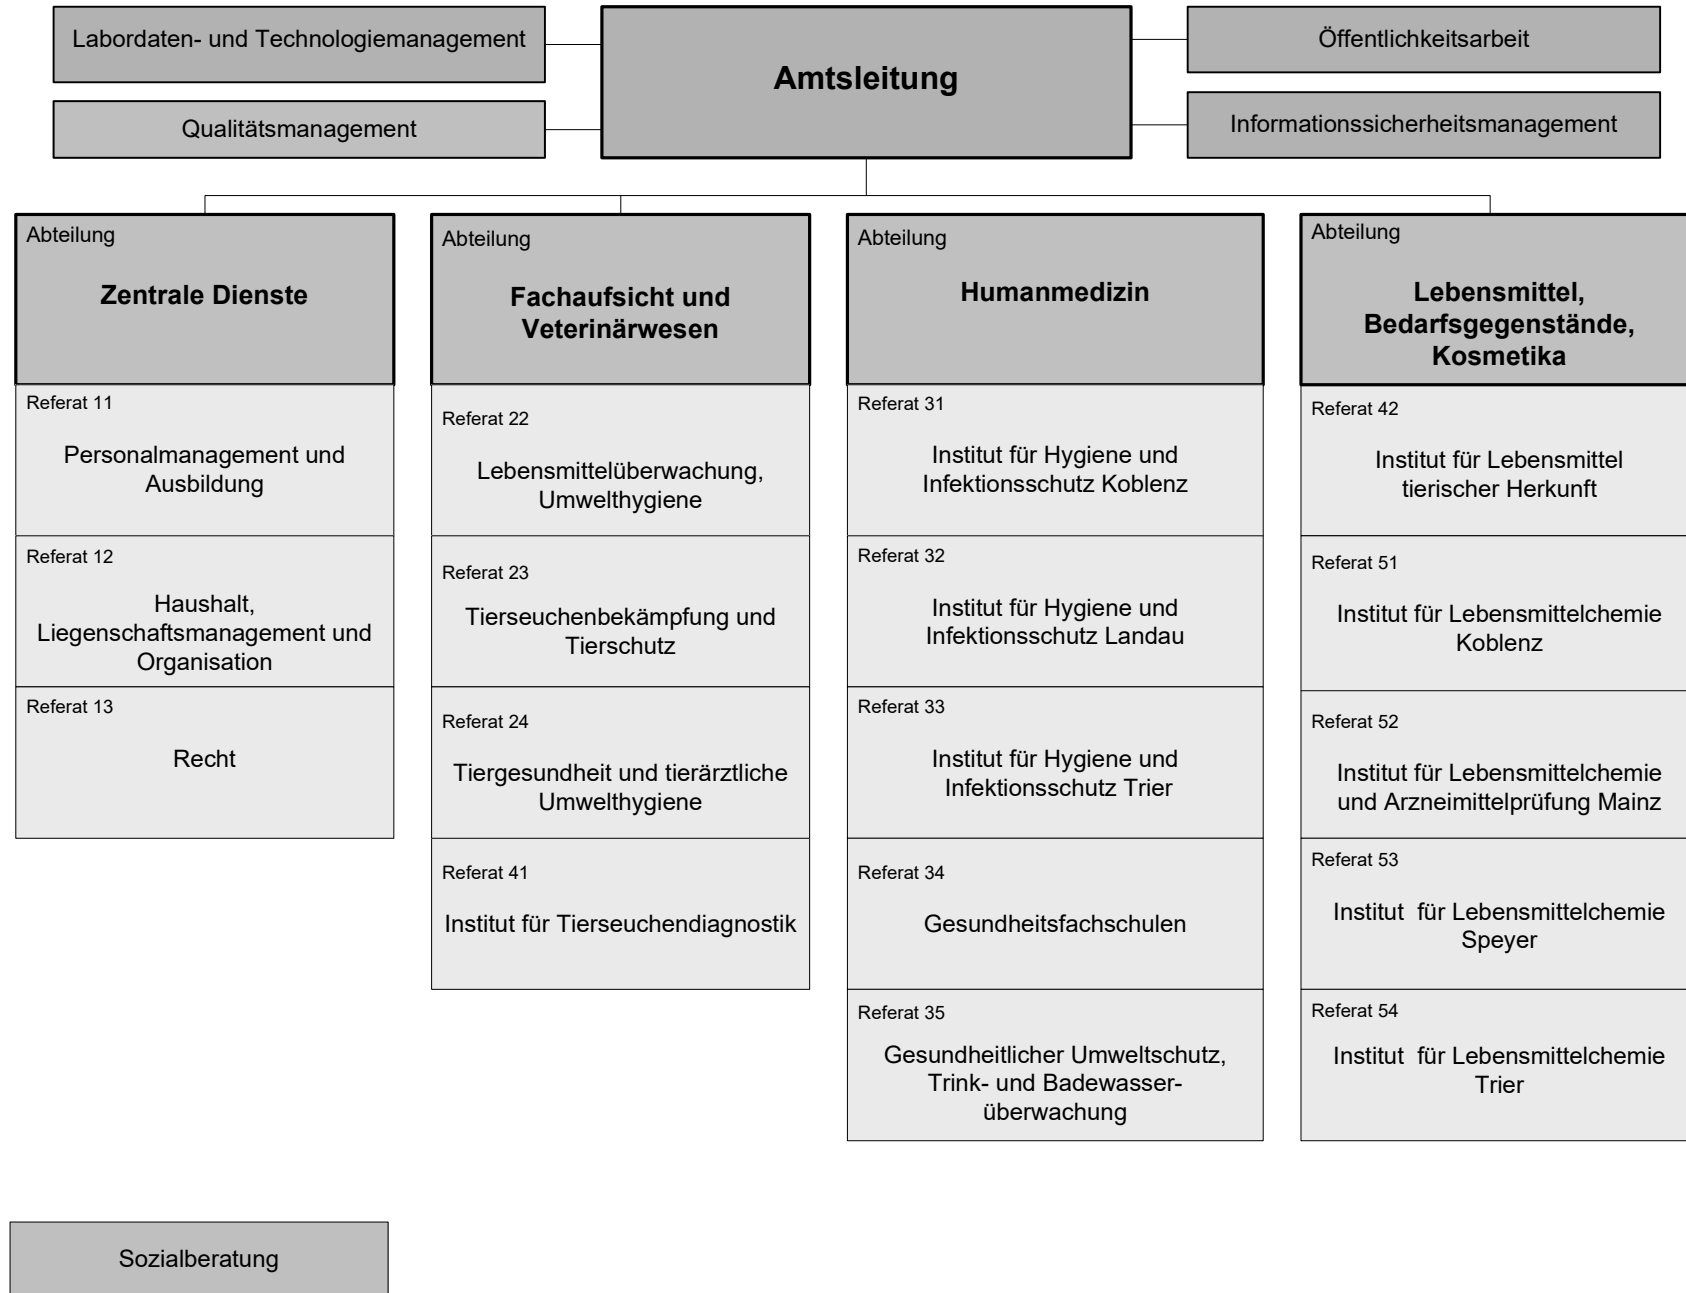 Labordaten- und Technologiemanagement
Qualitätsmanagement
Amtsleitung
Öffentlichkeitsarbeit
Informationssicherheitsmanagement
Abteilung
Zentrale Dienste
Referat 11
Personalmanagement und
Ausbildung
Referat 12
Haushalt,
Liegenschaftsmanagement und
Organisation
Referat 13
Recht
Abteilung
Fachaufsicht und
Veterinärwesen
Referat 22
Lebensmittelüberwachung,
Umwelthygiene
Referat 23
Tierseuchenbekämpfung und
Tierschutz
Referat 24
Tiergesundheit und tierärztliche
Umwelthygiene
Referat 41
Institut für Tierseuchendiagnostik
Abteilung
Humanmedizin
Referat 31
Institut für Hygiene und
Infektionsschutz Koblenz
Referat 32
Institut für Hygiene und
Infektionsschutz Landau
Referat 33
Institut für Hygiene und
Infektionsschutz Trier
Referat 34
Gesundheitsfachschulen
Referat 35
Gesundheitlicher Umweltschutz,
Trink- und Badewasser-
überwachung
Abteilung
Lebensmittel,
Bedarfsgegenstände,
Kosmetika
Referat 42
Institut für Lebensmittel
tierischer Herkunft
Referat 51
Institut für Lebensmittelchemie
Koblenz
Referat 52
Institut für Lebensmittelchemie
und Arzneimittelprüfung Mainz
Referat 53
Institut für Lebensmittelchemie
Speyer
Referat 54
Institut für Lebensmittelchemie
Trier
Sozialberatung